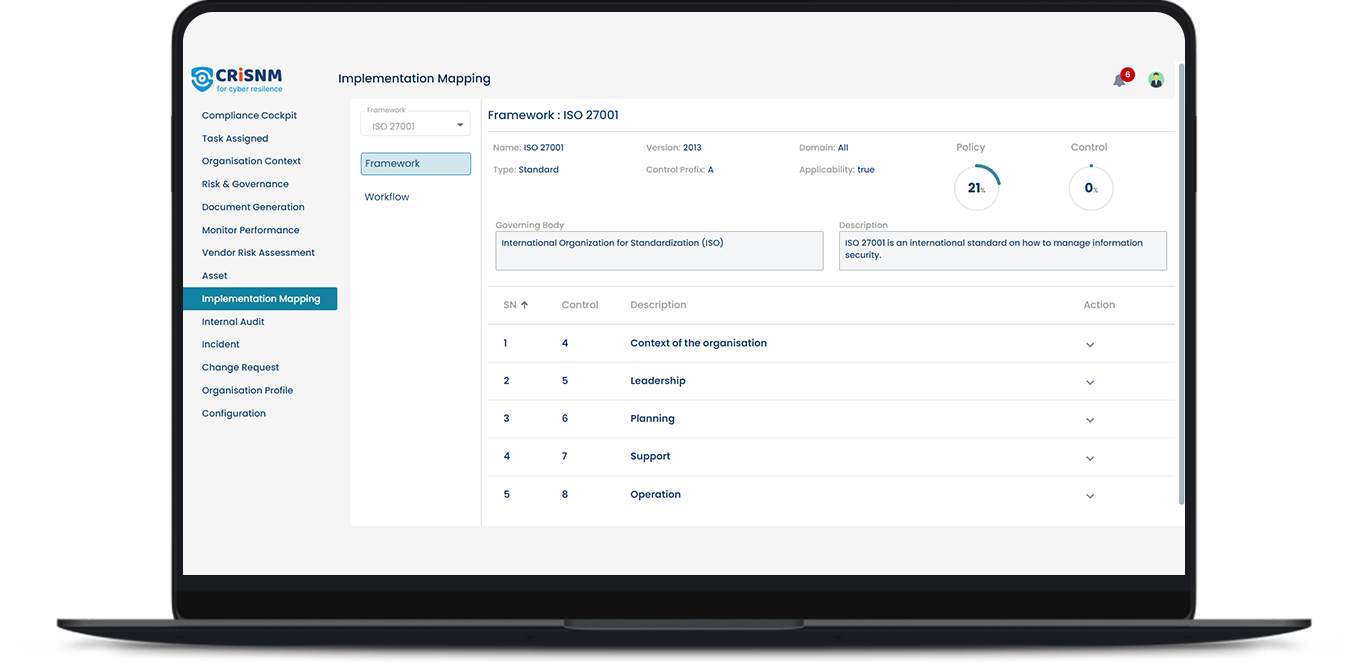 CRiSNM
for cyber resilence
Implementation Mapping
6
Compliance Cockpit
Task Assigned
Organisation Context
Risk & Governance
Document Generation
Monitor Performance
Vendor Risk Assessment
Asset
Implementation Mapping
Internal Audit
Incident
Change Request
Organisation Profile
Configuration
Framework
ISO 27001
Framework
Workflow
Framework : ISO 27001
Name: ISO 27001 Version: 2013 Domain: All
Type: Standard Control Prefix: A Applicability: true
Policy Control
21% 0%
Governing Body
International Organization for Standardization (ISO)
Description
ISO 27001 is an international standard on how to manage information
security.
SN Control Description Action
1 4 Context of the organisation
2 5 Leadership
3 6 Planning
4 7 Support
5 8 Operation